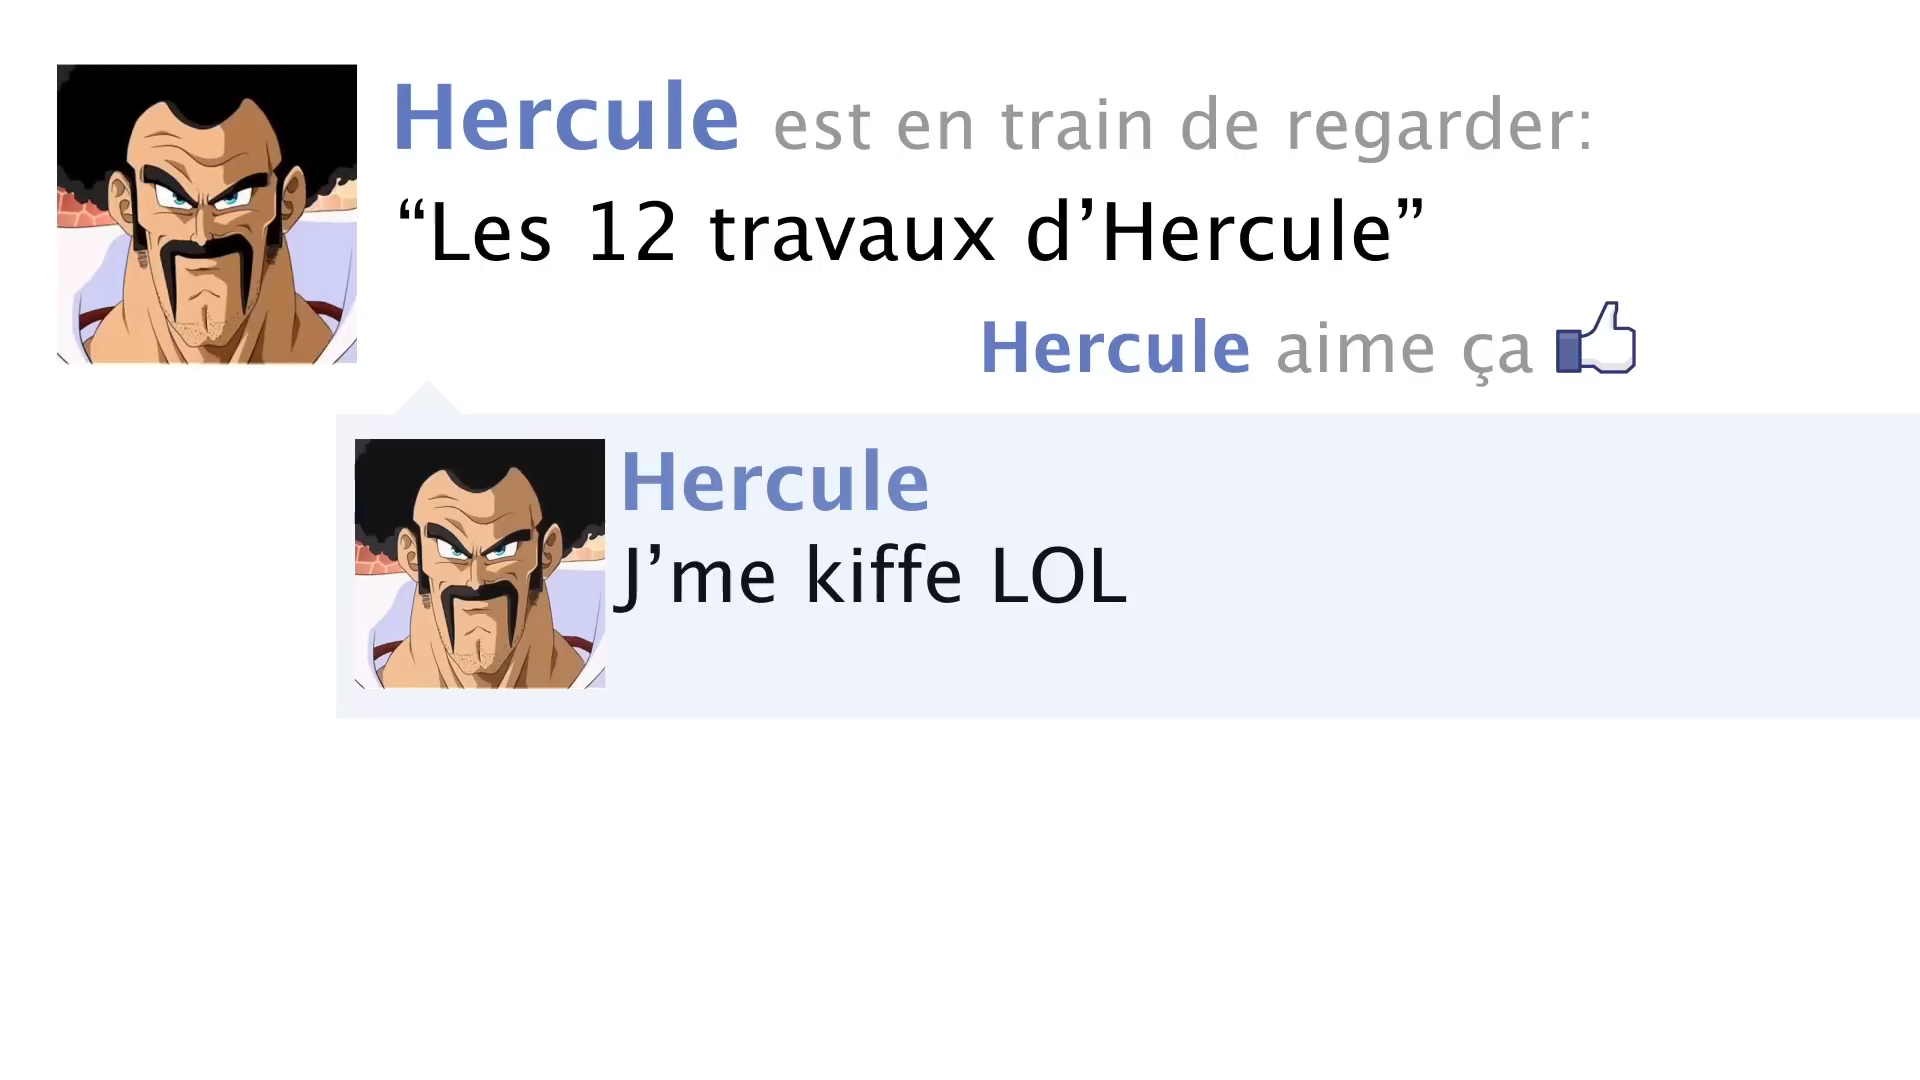 Hercule est en train de regarder:
“Les 12 travaux d’Hercule”
Hercule aime ça
Hercule
J’me kiffe LOL